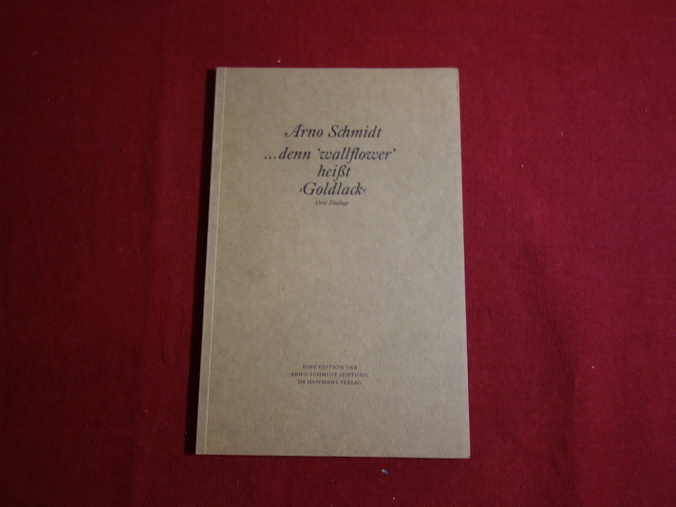 Arno Schmidt
...denn ‘wallflower’
heißt
›Goldlack‹
Drei Dialoge
EINE EDITION DER
ARNO SCHMIDT STIFTUNG
IM HAFFMANS VERLAG